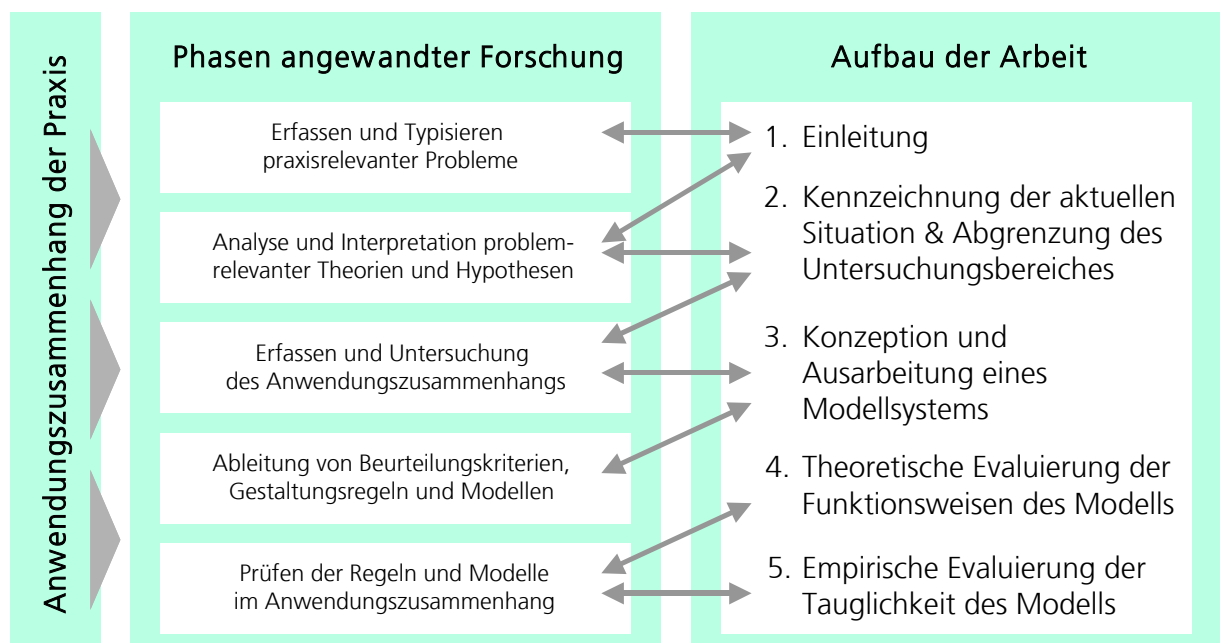 Anwendungszusammenhang der Praxis
Phasen angewandter Forschung
Erfassen und Typisieren
praxisrelevanter Probleme
Analyse und Interpretation problem-
relevanter Theorien und Hypothesen
Erfassen und Untersuchung
des Anwendungszusammenhangs
Ableitung von Beurteilungskriterien,
Gestaltungsregeln und Modellen
Prüfen der Regeln und Modelle
im Anwendungszusammenhang
Aufbau der Arbeit
1. Einleitung
2. Kennzeichnung der aktuellen
Situation & Abgrenzung des
Untersuchungsbereiches
3. Konzeption und
Ausarbeitung eines
Modellsystems
4. Theoretische Evaluierung der
Funktionsweisen des Modells
5. Empirische Evaluierung der
Tauglichkeit des Modells